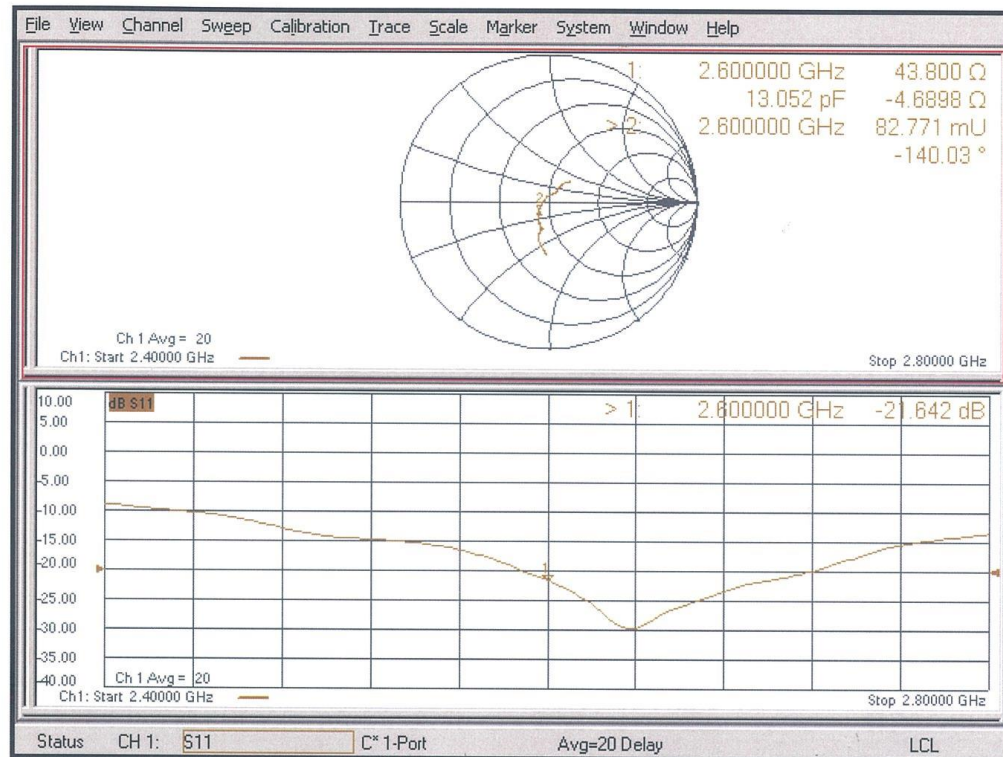 File View Channel Sweep Calibration Trace Scale Marker System Window Help
1: 2.600000 GHz 43.800 Ω
13.052 pF -4.6898 Ω
> 2: 2.600000 GHz 82.771 mU
-140.03 °
2
Ch 1 Avg = 20
Ch1: Start 2.40000 GHz
Stop 2.80000 GHz
10.00
dB S11
> 1: 2.600000 GHz -21.642 dB
5.00
0.00
-5.00
-10.00
-15.00
-20.00
1
-25.00
-30.00
-35.00
-40.00
Ch 1 Avg = 20
Ch1: Start 2.40000 GHz
Stop 2.80000 GHz
Status CH 1: S11 C* 1-Port Avg=20 Delay LCL